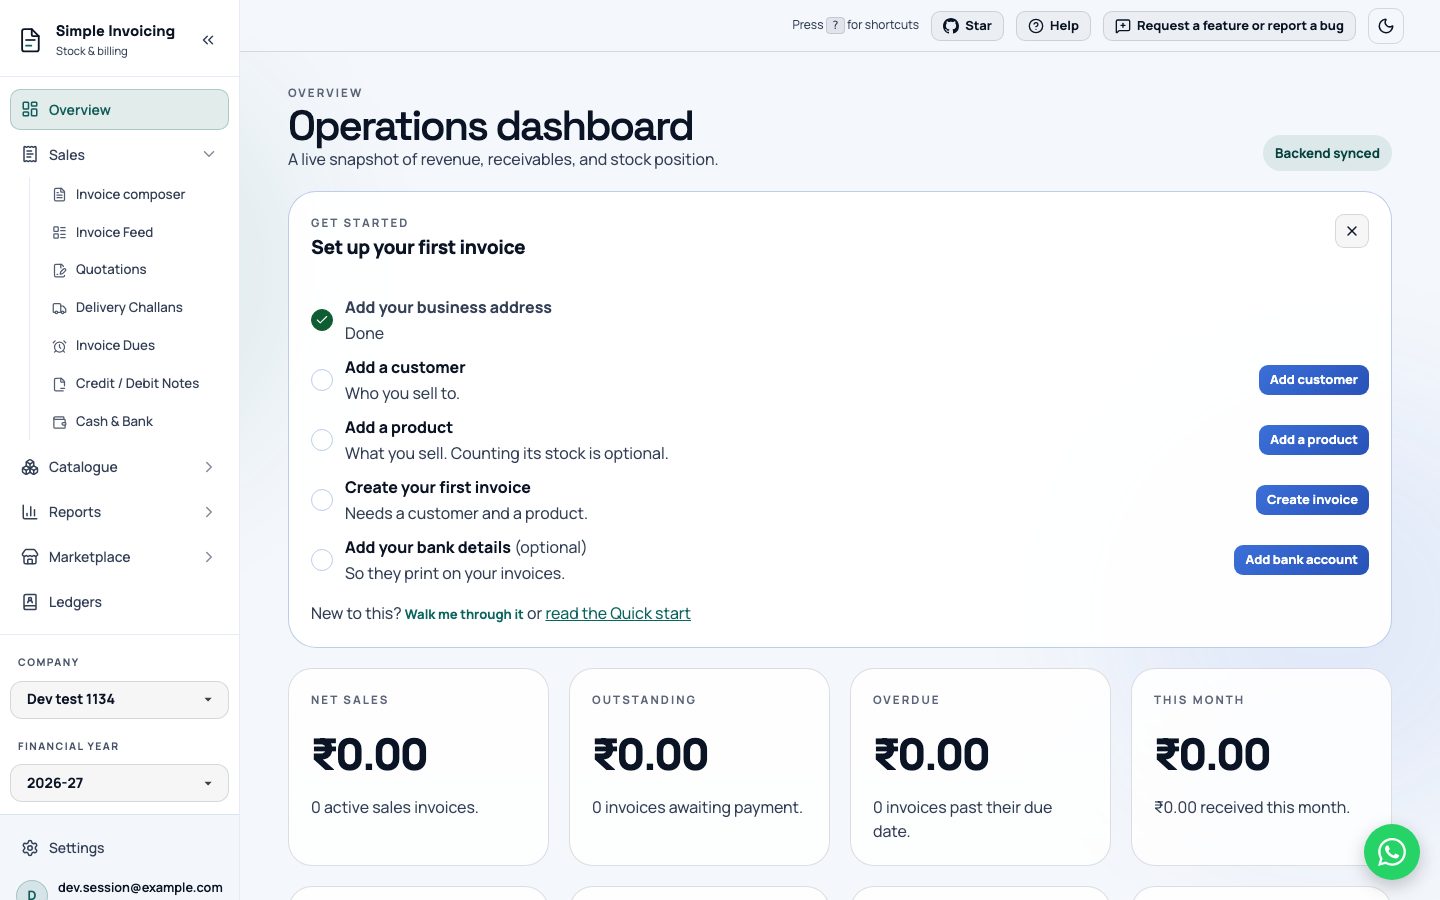 Simple Invoicing
Stock & billing
Press ? for shortcuts
Star
Help
Request a feature or report a bug
Overview
Sales
Invoice composer
Invoice Feed
Quotations
Delivery Challans
Invoice Dues
Credit / Debit Notes
Cash & Bank
Catalogue
Reports
Marketplace
Ledgers
COMPANY
Dev test 1134
FINANCIAL YEAR
2026-27
Settings
D
dev.session@example.com
OVERVIEW
Operations dashboard
A live snapshot of revenue, receivables, and stock position.
Backend synced
GET STARTED
Set up your first invoice
Add your business address
Done
Add a customer
Who you sell to.
Add customer
Add a product
What you sell. Counting its stock is optional.
Add a product
Create your first invoice
Needs a customer and a product.
Create invoice
Add your bank details (optional)
So they print on your invoices.
Add bank account
New to this? Walk me through it or read the Quick start
NET SALES
₹0.00
0 active sales invoices.
OUTSTANDING
₹0.00
0 invoices awaiting payment.
OVERDUE
₹0.00
0 invoices past their due
date.
THIS MONTH
₹0.00
₹0.00 received this month.